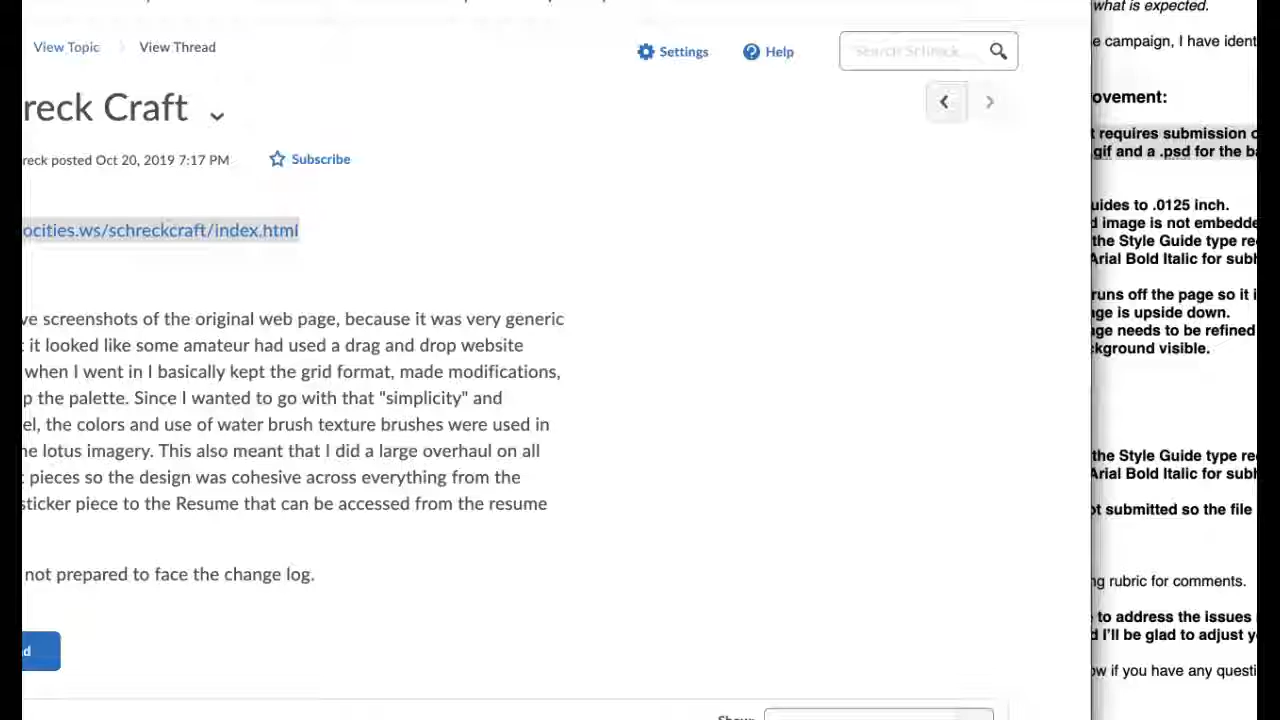 what is expected.
View Topic
View Thread
Settings
Help
Search Schreck
e campaign, I have ident
ovement:
reck Craft
t requires submission o
gif and a .psd for the ba
reck posted Oct 20, 2019 7:17 PM
Subscribe
uides to .0125 inch.
d image is not embedde
the Style Guide type re
Arial Bold Italic for subh
ocities.ws/schreckcraft/index.html
runs off the page so it i
ge is upside down.
ge needs to be refined
kground visible.
ve screenshots of the original web page, because it was very generic
: it looked like some amateur had used a drag and drop website
when I went in I basically kept the grid format, made modifications,
p the palette. Since I wanted to go with that "simplicity" and
el, the colors and use of water brush texture brushes were used in
he lotus imagery. This also meant that I did a large overhaul on all
: pieces so the design was cohesive across everything from the
sticker piece to the Resume that can be accessed from the resume
the Style Guide type re
Arial Bold Italic for subh
ot submitted so the file
not prepared to face the change log.
ng rubric for comments.
to address the issues
d I'll be glad to adjust y
d
ow if you have any questi
Show: